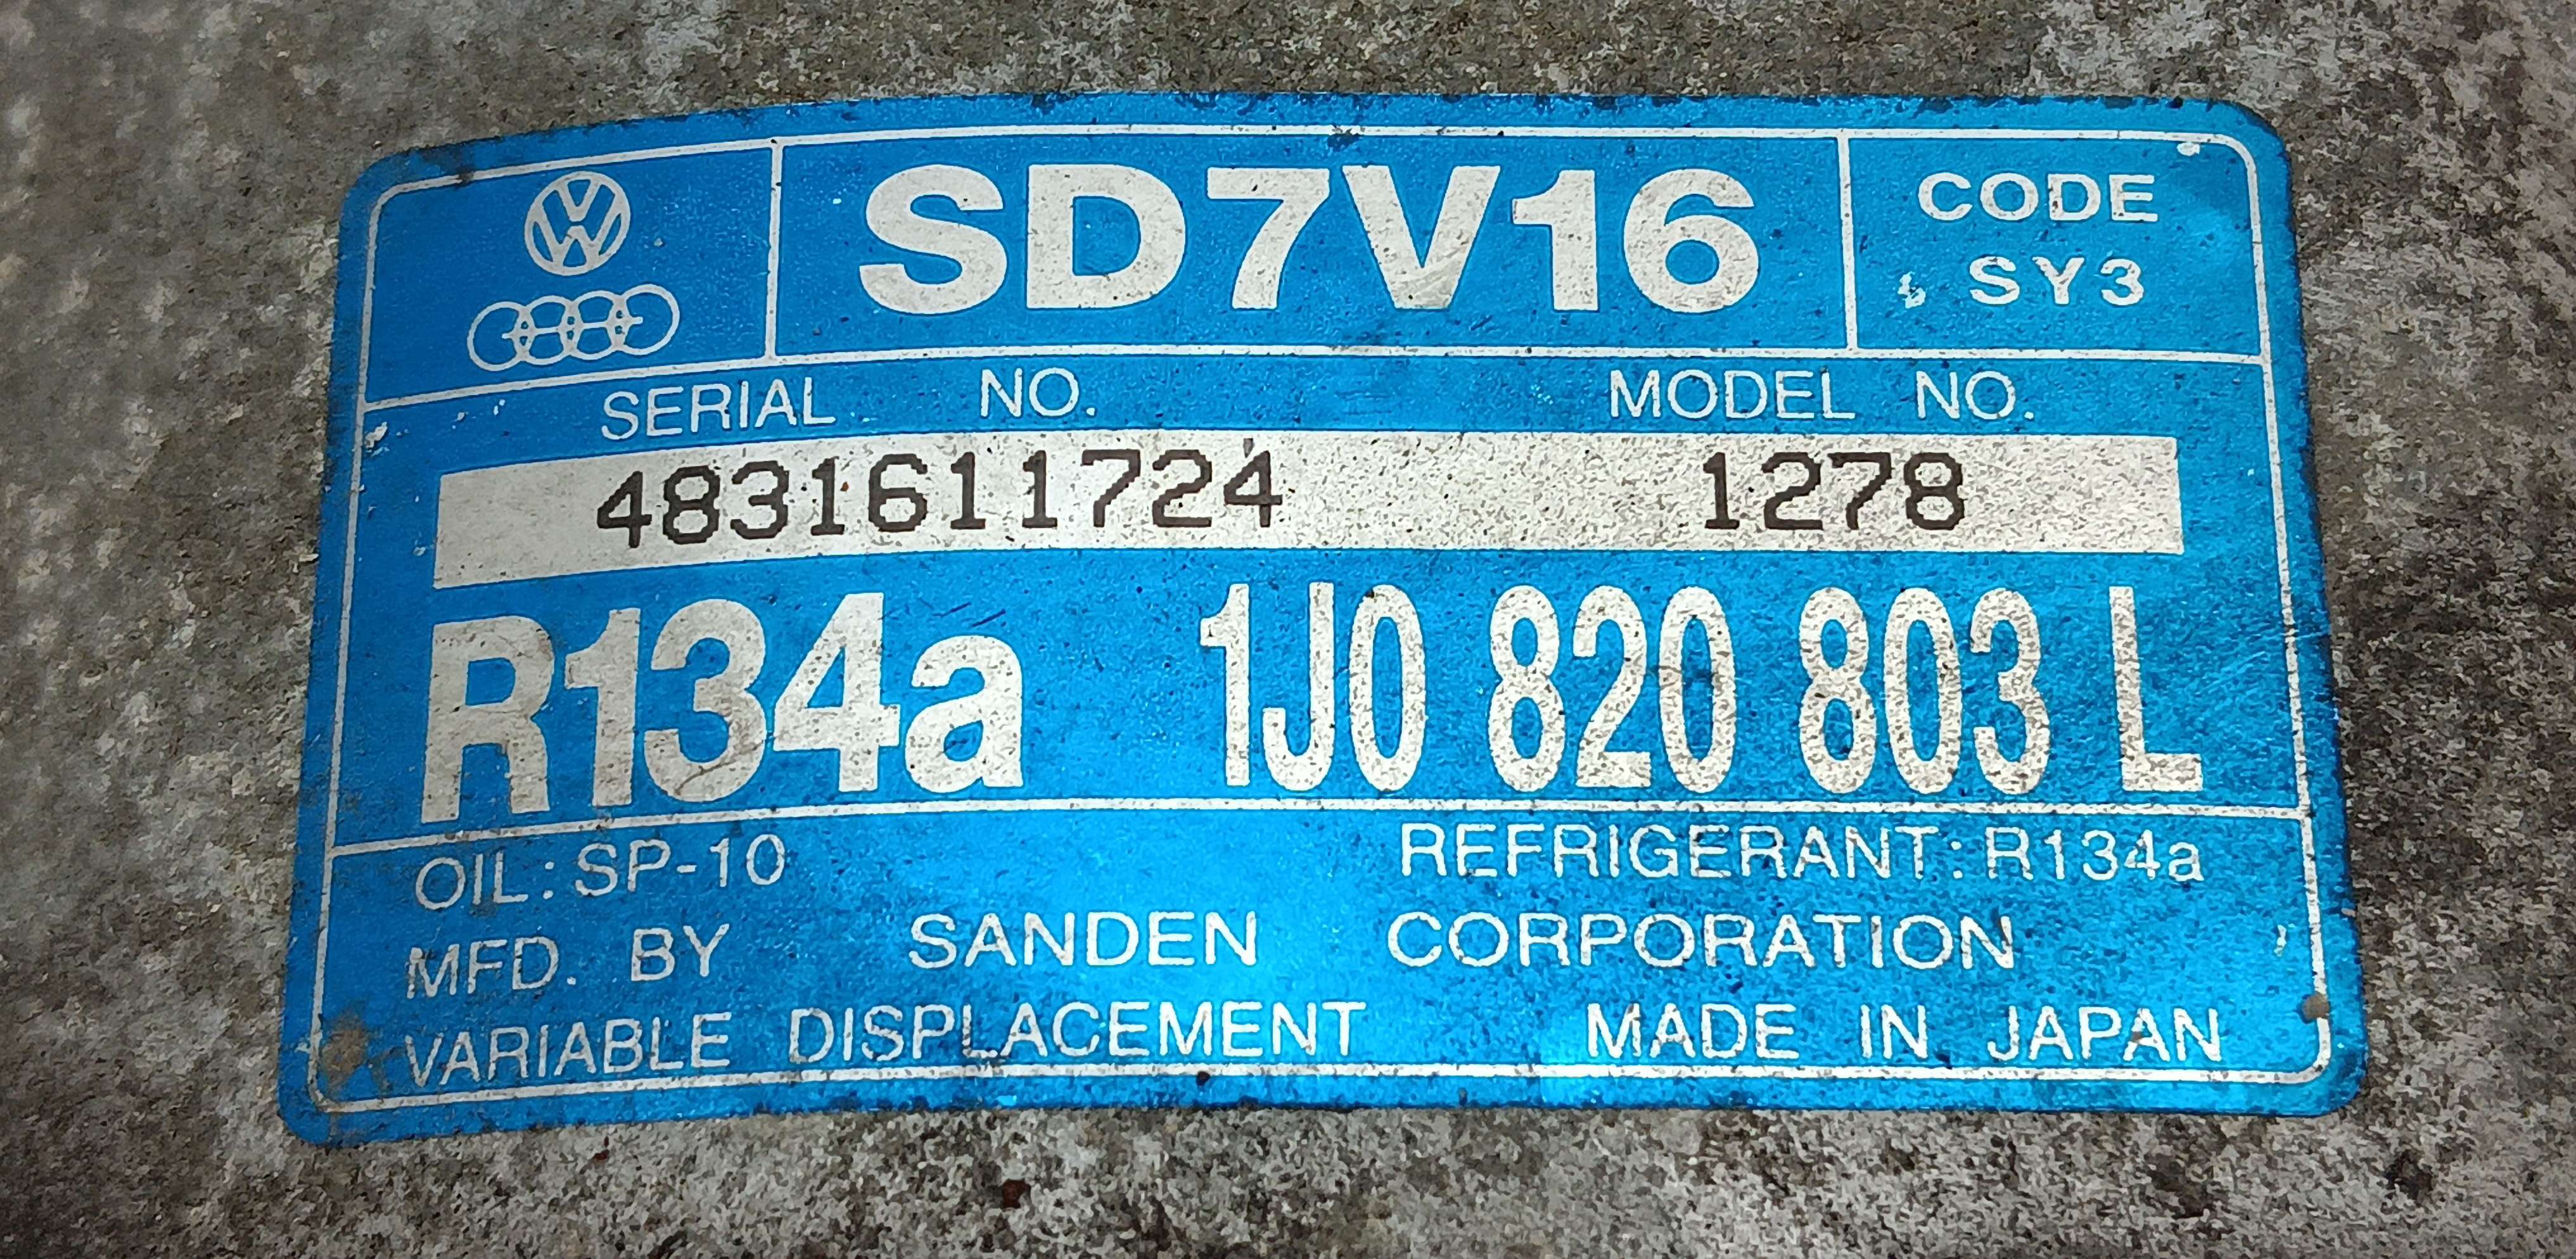 SD7V16
CODE
SY3
SERIAL NO. MODEL NO.
4831611724 1278
R134a 1J0 820 803 L
OIL: SP-10 REFRIGERANT: R134a
MFD. BY SANDEN CORPORATION
VARIABLE DISPLACEMENT MADE IN JAPAN